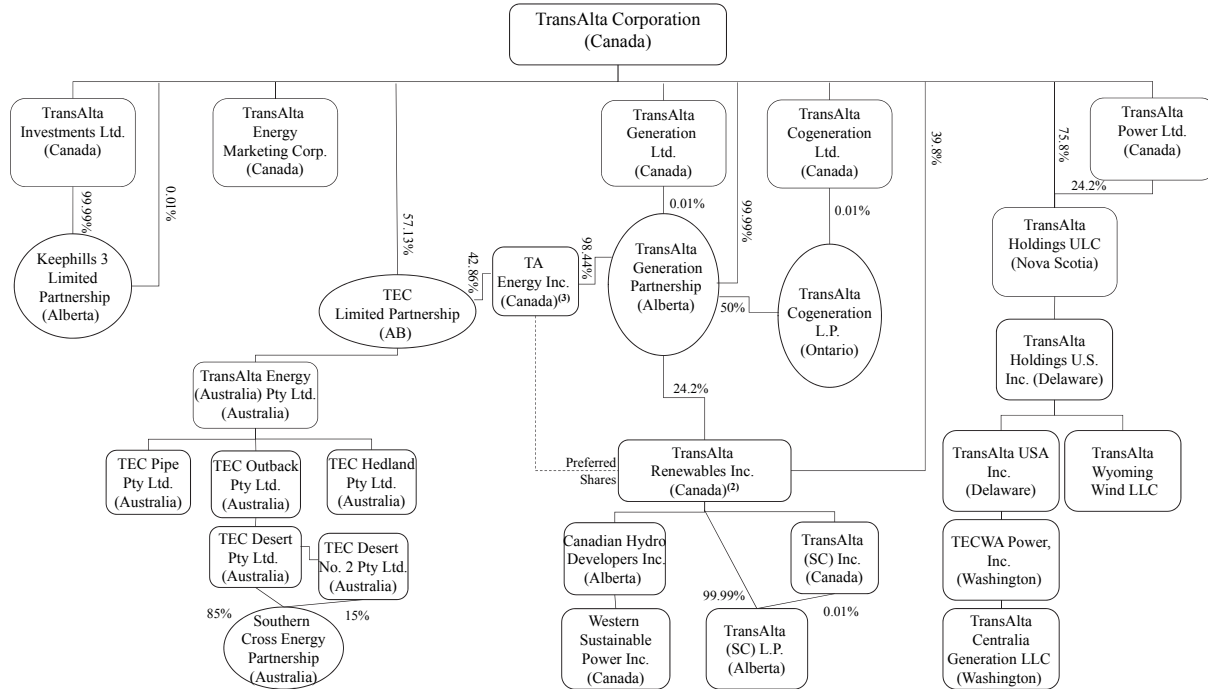 TransAlta Corporation
(Canada)
TransAlta
Investments Ltd.
(Canada)
TransAlta
Energy
Marketing Corp.
(Canada)
TransAlta
Generation
Ltd.
(Canada)
TransAlta
Cogeneration
Ltd.
(Canada)
TransAlta
Power Ltd.
(Canada)
99.99%
0.01%
57.13%
0.01%
99.99%
0.01%
39.8%
75.8%
24.2%
Keephills 3
Limited
Partnership
(Alberta)
TEC
Limited Partnership
(AB)
42.86%
TA
Energy Inc.
(Canada)(3)
98.44%
TransAlta
Generation
Partnership
(Alberta)
50%
TransAlta
Cogeneration
L.P.
(Ontario)
TransAlta
Holdings ULC
(Nova Scotia)
TransAlta
Holdings U.S.
Inc. (Delaware)
TransAlta Energy
(Australia) Pty Ltd.
(Australia)
24.2%
TEC Pipe
Pty Ltd.
(Australia)
TEC Outback
Pty Ltd.
(Australia)
TEC Hedland
Pty Ltd.
(Australia)
Preferred
Shares
TransAlta
Renewables Inc.
(Canada)(2)
TransAlta USA
Inc.
(Delaware)
TransAlta
Wyoming
Wind LLC
TEC Desert
Pty Ltd.
(Australia)
TEC Desert
No. 2 Pty Ltd.
(Australia)
Canadian Hydro
Developers Inc.
(Alberta)
TransAlta
(SC) Inc.
(Canada)
TECWA Power,
Inc.
(Washington)
85%
15%
99.99%
0.01%
Southern
Cross Energy
Partnership
(Australia)
Western
Sustainable
Power Inc.
(Canada)
TransAlta
(SC) L.P.
(Alberta)
TransAlta
Centralia
Generation LLC
(Washington)